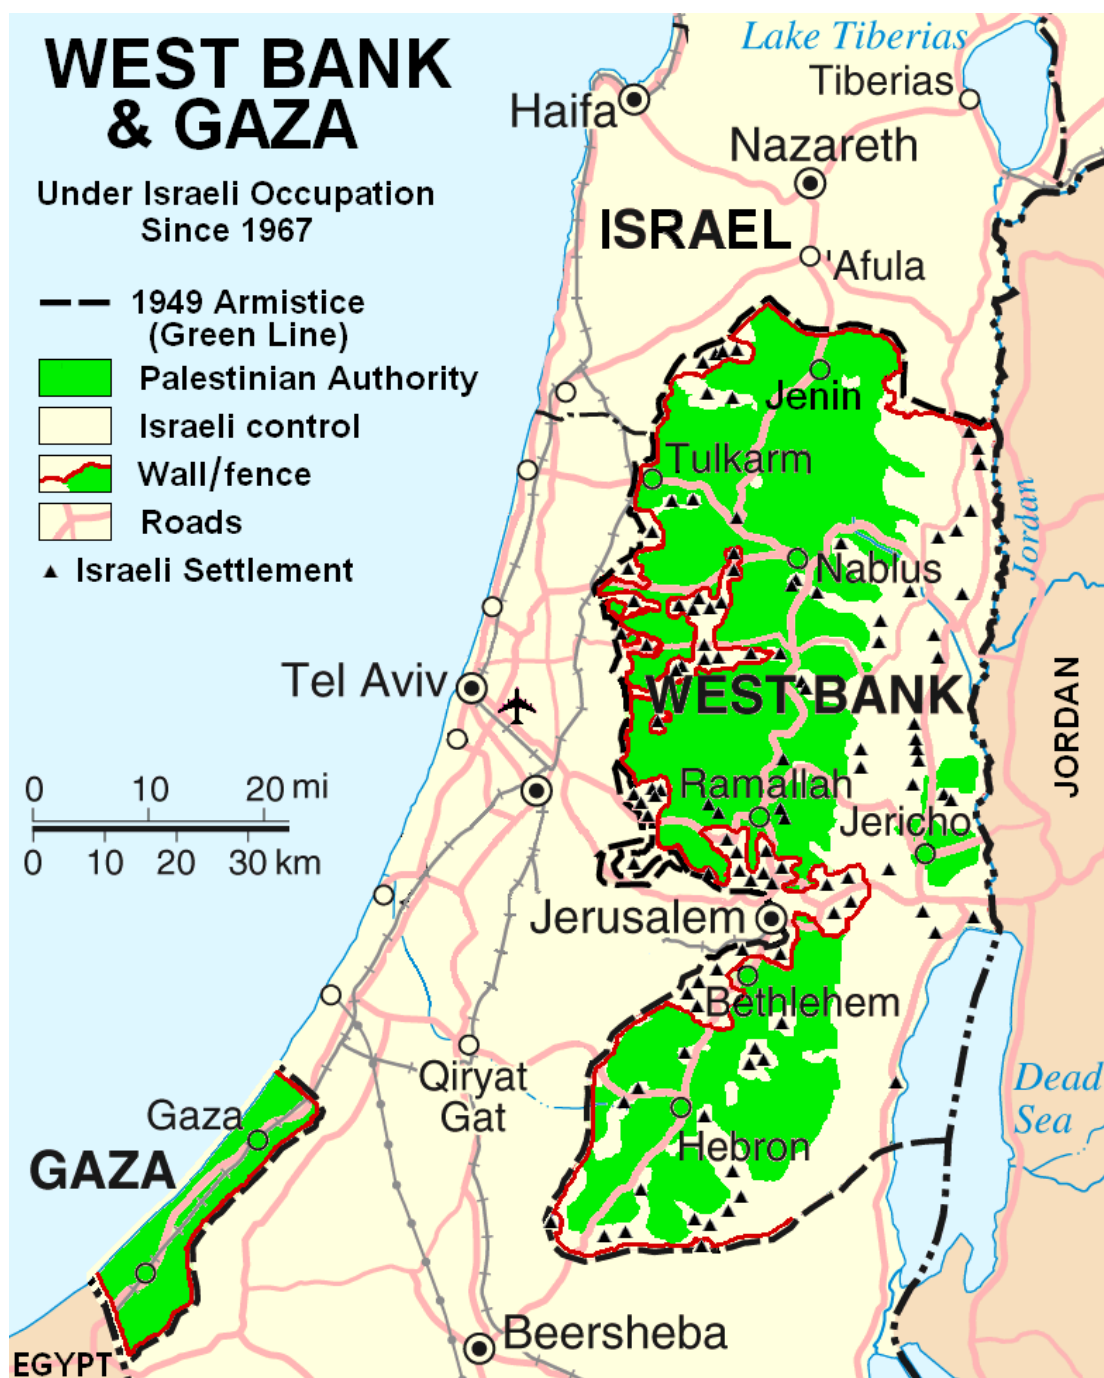 WEST BANK
& GAZA
Under Israeli Occupation
Since 1967
1949 Armistice
(Green Line)
Palestinian Authority
Israeli control
Wall/fence
Roads
Israeli Settlement
Lake Tiberias
Tiberias
Haifa
Nazareth
ISRAEL
'Afula
Jenin
Tulkarm
Jordan
Nablus
Tel Aviv
WEST BANK
JORDAN
0 10 20 mi
0 10 20 30 km
Ramallah
Jericho
Jerusalem
Bethlehem
Qiryat
Gat
Dead
Sea
Gaza
GAZA
Hebron
Beersheba
EGYPT